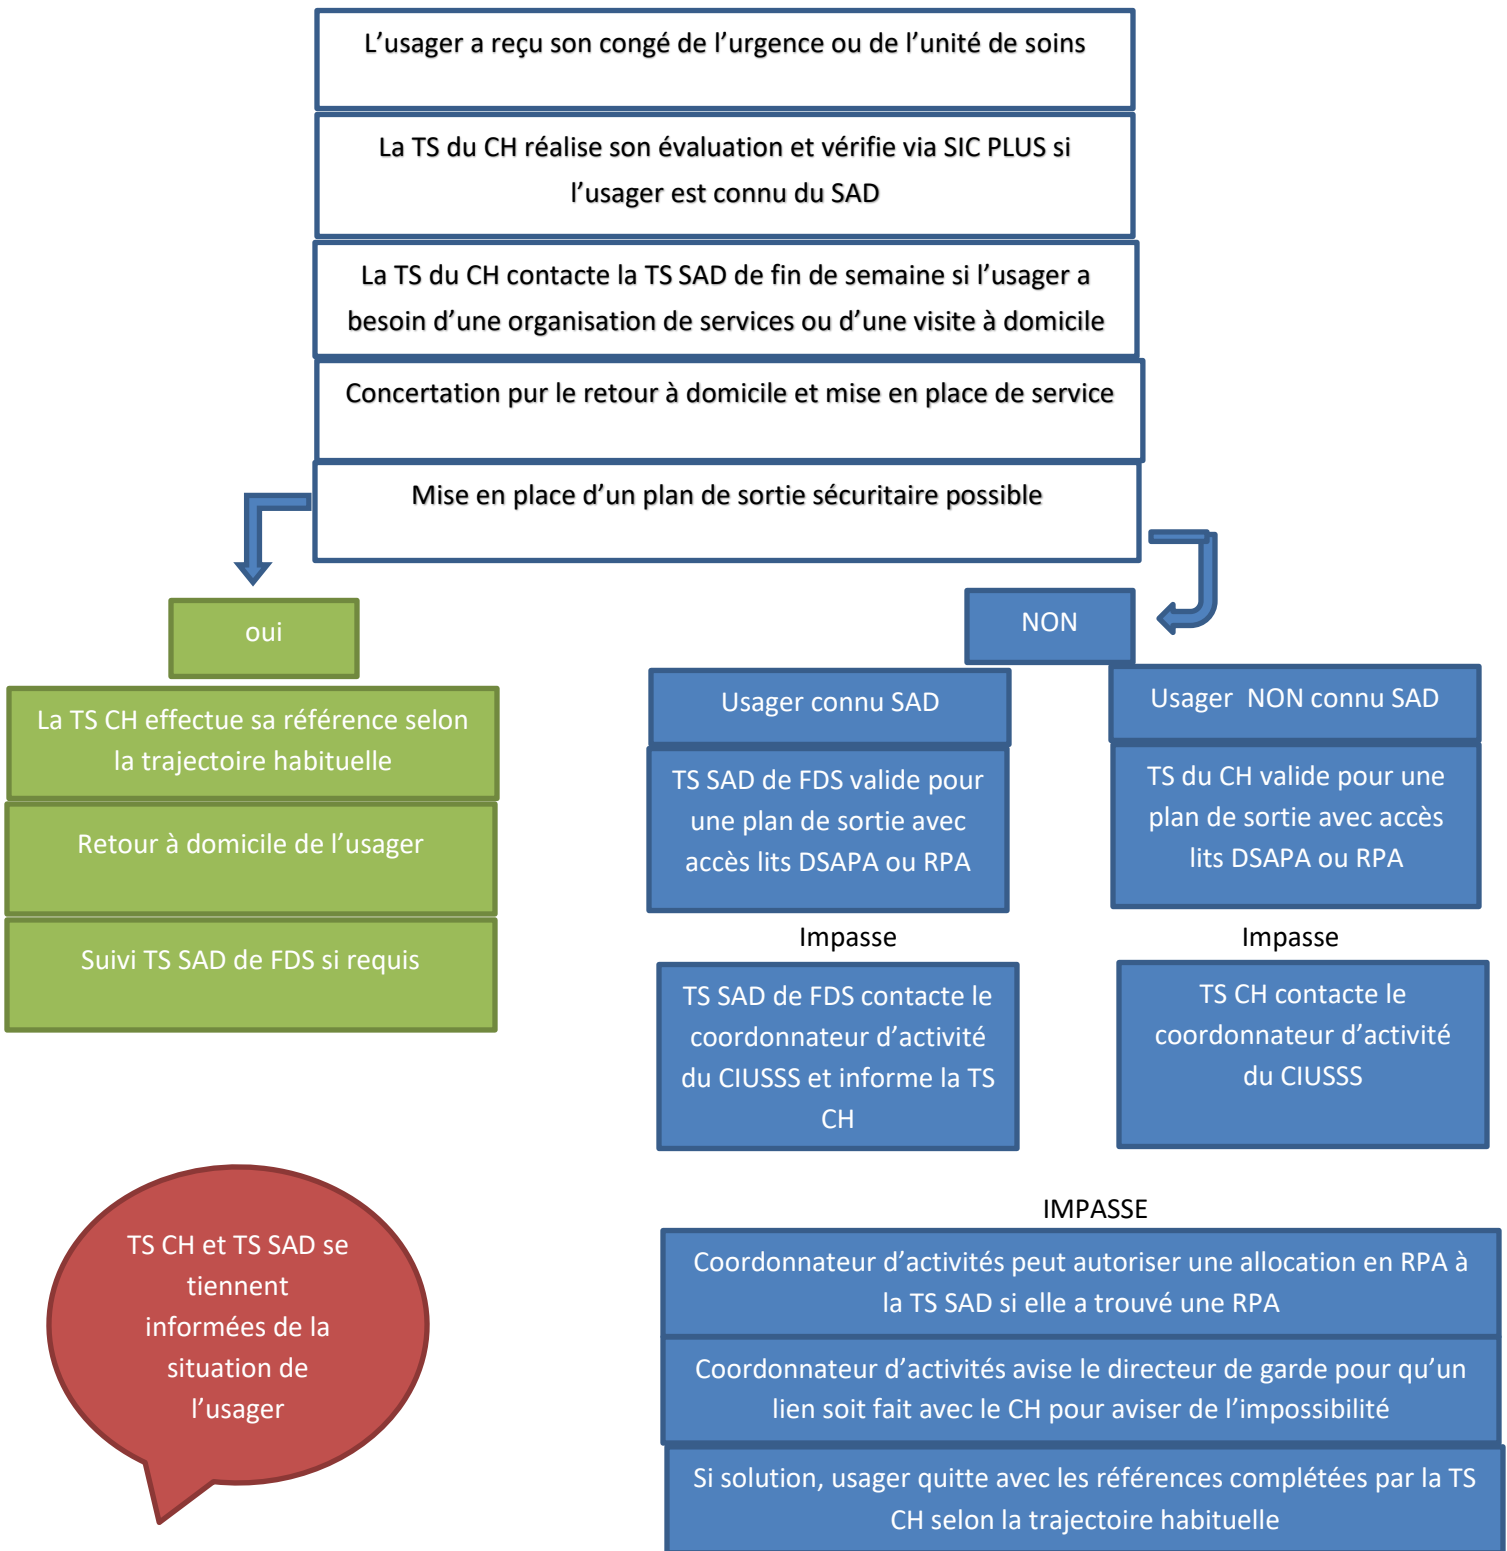 L’usager a reçu son congé de l’urgence ou de l’unité de soins
La TS du CH réalise son évaluation et vérifie via SIC PLUS si
l’usager est connu du SAD
La TS du CH contacte la TS SAD de fin de semaine si l’usager a
besoin d’une organisation de services ou d’une visite à domicile
Concertation pur le retour à domicile et mise en place de service
Mise en place d’un plan de sortie sécuritaire possible
oui
La TS CH effectue sa référence selon
la trajectoire habituelle
Retour à domicile de l’usager
Suivi TS SAD de FDS si requis
NON
Usager connu SAD
TS SAD de FDS valide pour
une plan de sortie avec
accès lits DSAPA ou RPA
Impasse
TS SAD de FDS contacte le
coordonnateur d’activité
du CIUSSS et informe la TS
CH
Usager NON connu SAD
TS du CH valide pour une
plan de sortie avec accès
lits DSAPA ou RPA
Impasse
TS CH contacte le
coordonnateur d’activité
du CIUSSS
TS CH et TS SAD se
tiennent
informées de la
situation de
l’usager
IMPASSE
Coordonnateur d’activités peut autoriser une allocation en RPA à
la TS SAD si elle a trouvé une RPA
Coordonnateur d’activités avise le directeur de garde pour qu’un
lien soit fait avec le CH pour aviser de l’impossibilité
Si solution, usager quitte avec les références complétées par la TS
CH selon la trajectoire habituelle